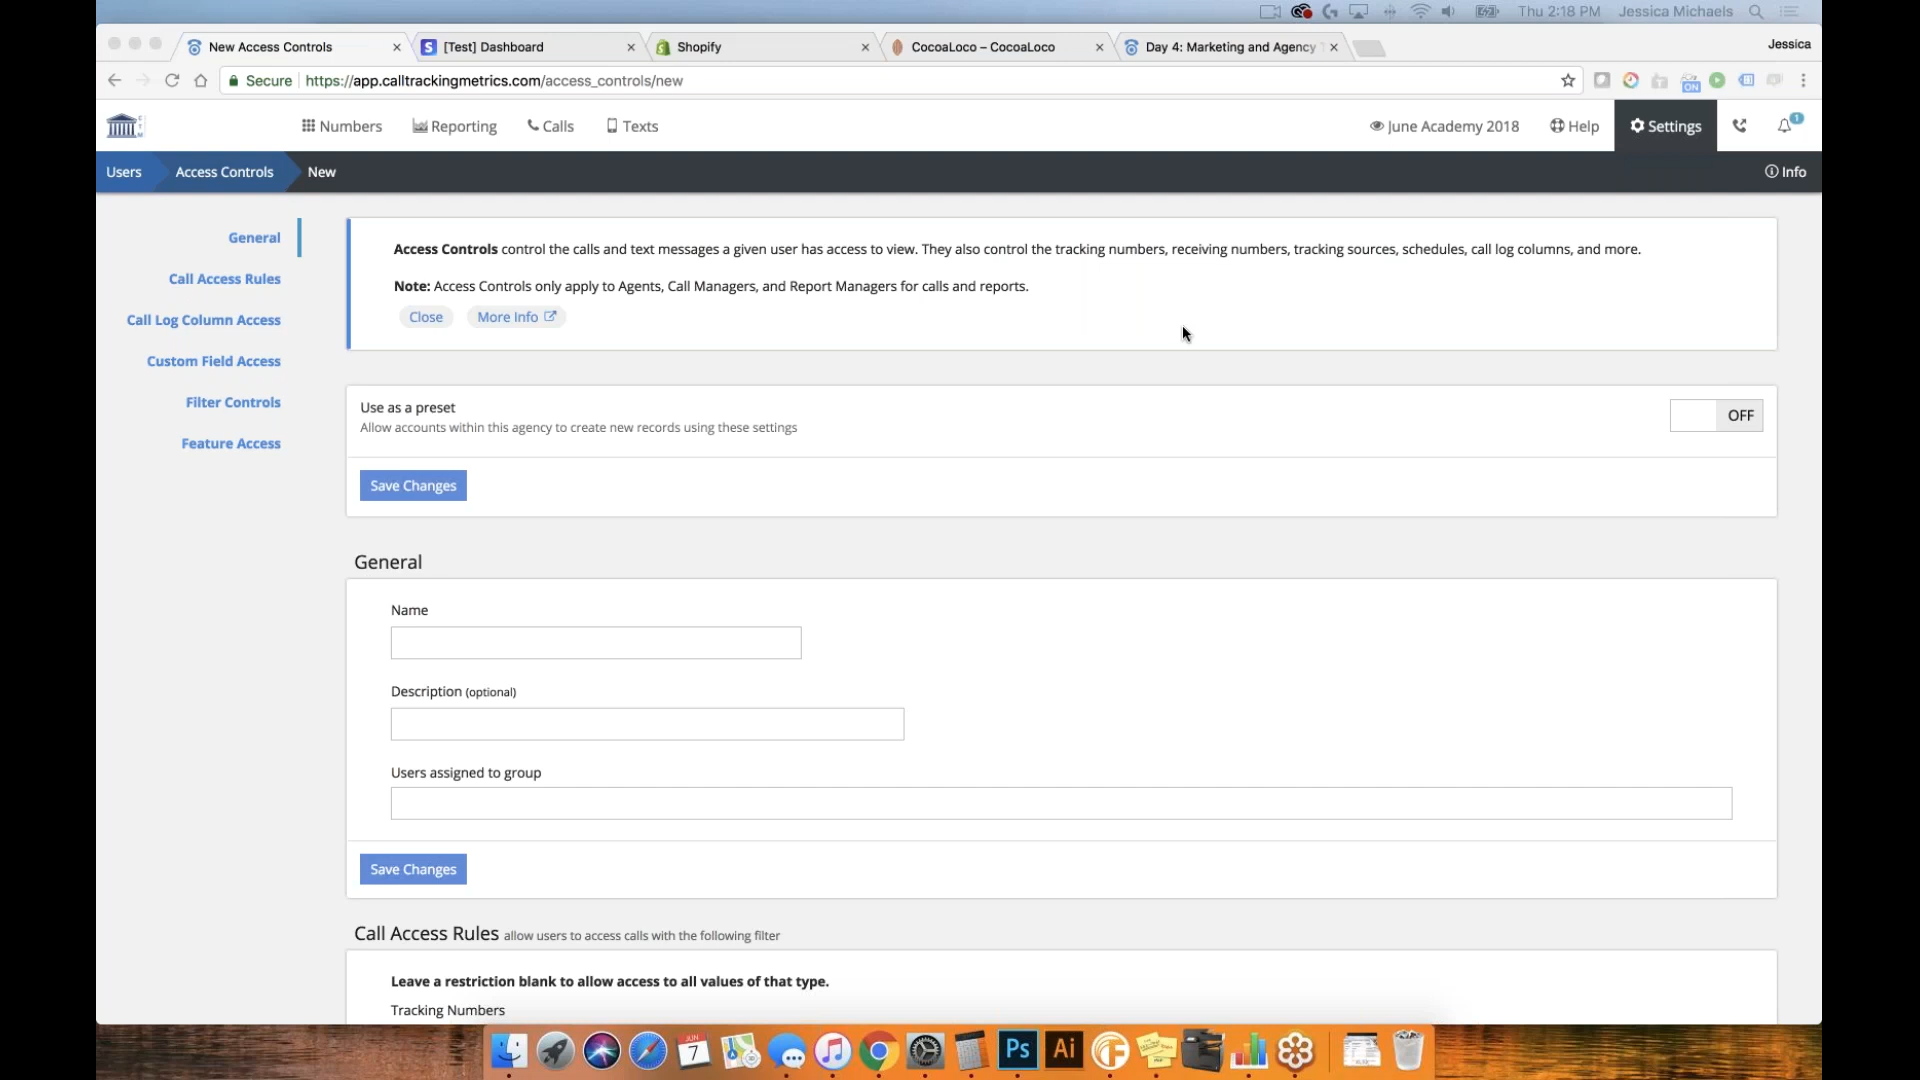 Thu 2:18 PM Jessica Michaels
New Access Controls
[Test] Dashboard
Shopify
CocoaLoco – CocoaLoco
Day 4: Marketing and Agency
Jessica
Secure https://app.calltrackingmetrics.com/access_controls/new
ON
Numbers
Reporting
Calls
Texts
June Academy 2018
Help
Settings
1
Users
Access Controls
New
Info
General
Call Access Rules
Call Log Column Access
Custom Field Access
Filter Controls
Feature Access
Access Controls control the calls and text messages a given user has access to view. They also control the tracking numbers, receiving numbers, tracking sources, schedules, call log columns, and more.
Note: Access Controls only apply to Agents, Call Managers, and Report Managers for calls and reports.
Close
More Info
Use as a preset
Allow accounts within this agency to create new records using these settings
OFF
Save Changes
General
Name
Description (optional)
Users assigned to group
Save Changes
Call Access Rules allow users to access calls with the following filter
Leave a restriction blank to allow access to all values of that type.
Tracking Numbers
JUN
7
Ps
Ai